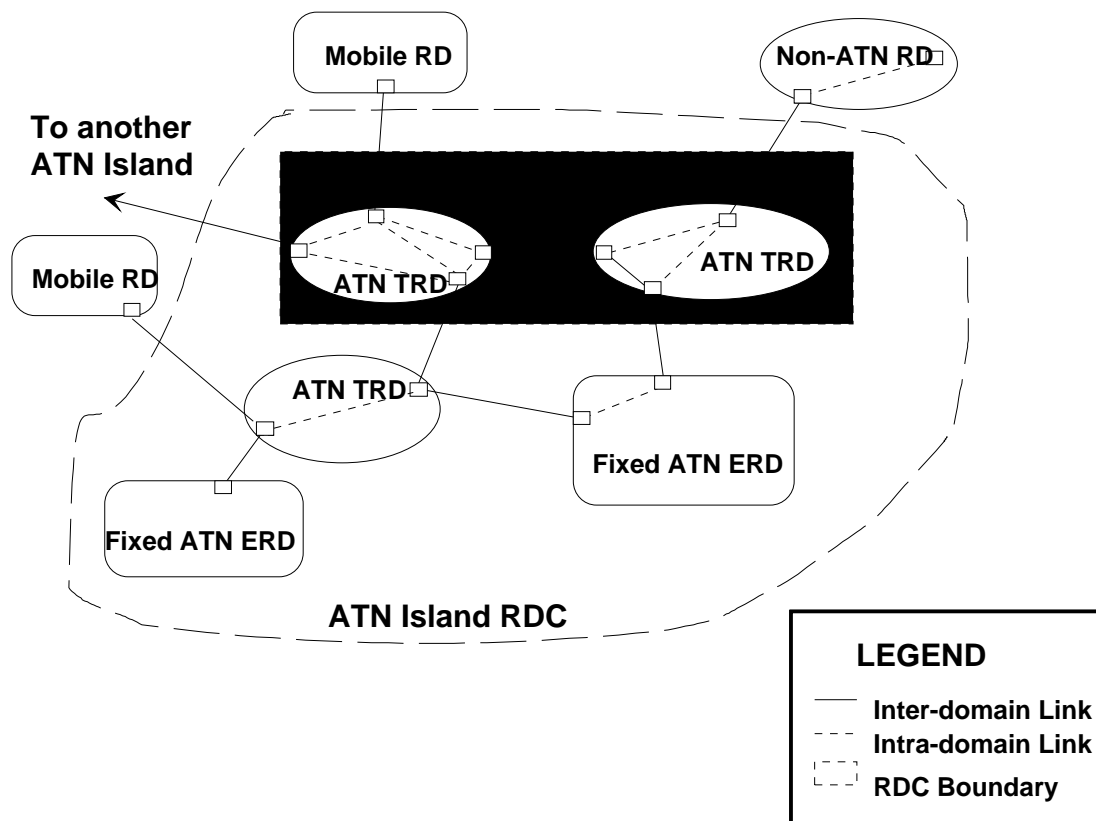 Mobile RD
Non-ATN RD
To another
ATN Island
ATN TRD
ATN TRD
Mobile RD
ATN TRD
Fixed ATN ERD
Fixed ATN ERD
ATN Island RDC
LEGEND
Inter-domain Link
Intra-domain Link
RDC Boundary